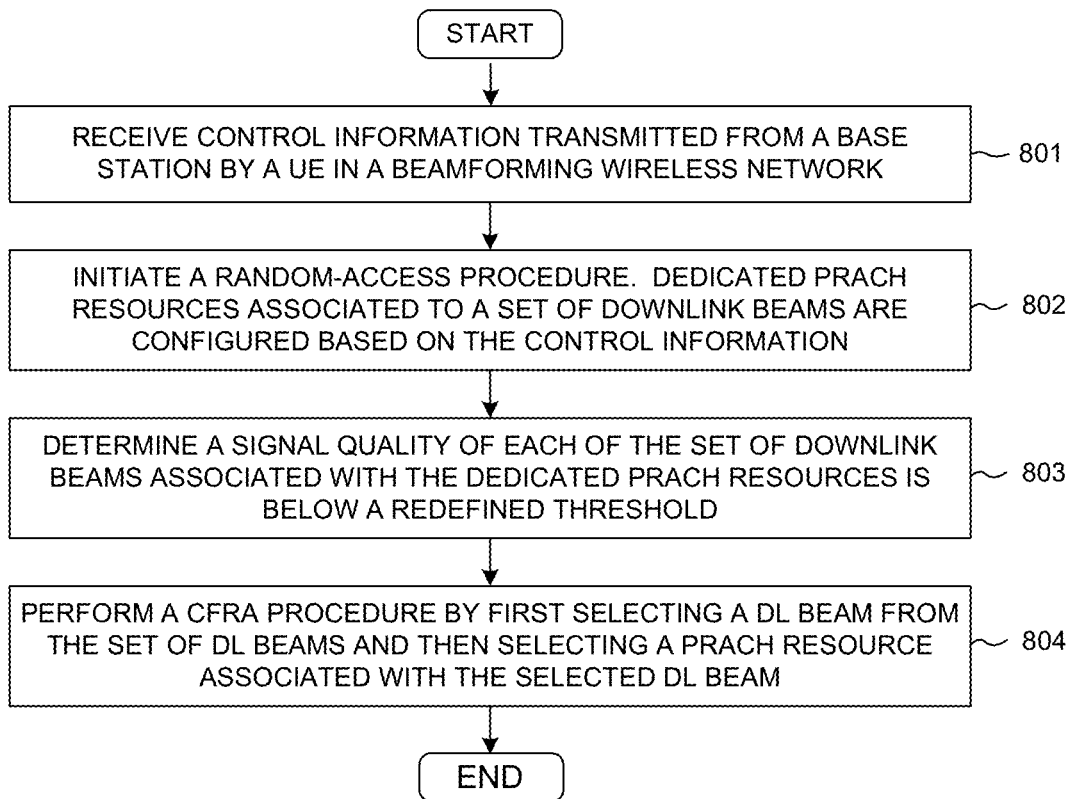 START
RECEIVE CONTROL INFORMATION TRANSMITTED FROM A BASE
STATION BY A UE IN A BEAMFORMING WIRELESS NETWORK
801
INITIATE A RANDOM-ACCESS PROCEDURE. DEDICATED PRACH
RESOURCES ASSOCIATED TO A SET OF DOWNLINK BEAMS ARE
CONFIGURED BASED ON THE CONTROL INFORMATION
802
DETERMINE A SIGNAL QUALITY OF EACH OF THE SET OF DOWNLINK
BEAMS ASSOCIATED WITH THE DEDICATED PRACH RESOURCES IS
BELOW A REDEFINED THRESHOLD
803
PERFORM A CFRA PROCEDURE BY FIRST SELECTING A DL BEAM FROM
THE SET OF DL BEAMS AND THEN SELECTING A PRACH RESOURCE
ASSOCIATED WITH THE SELECTED DL BEAM
804
END